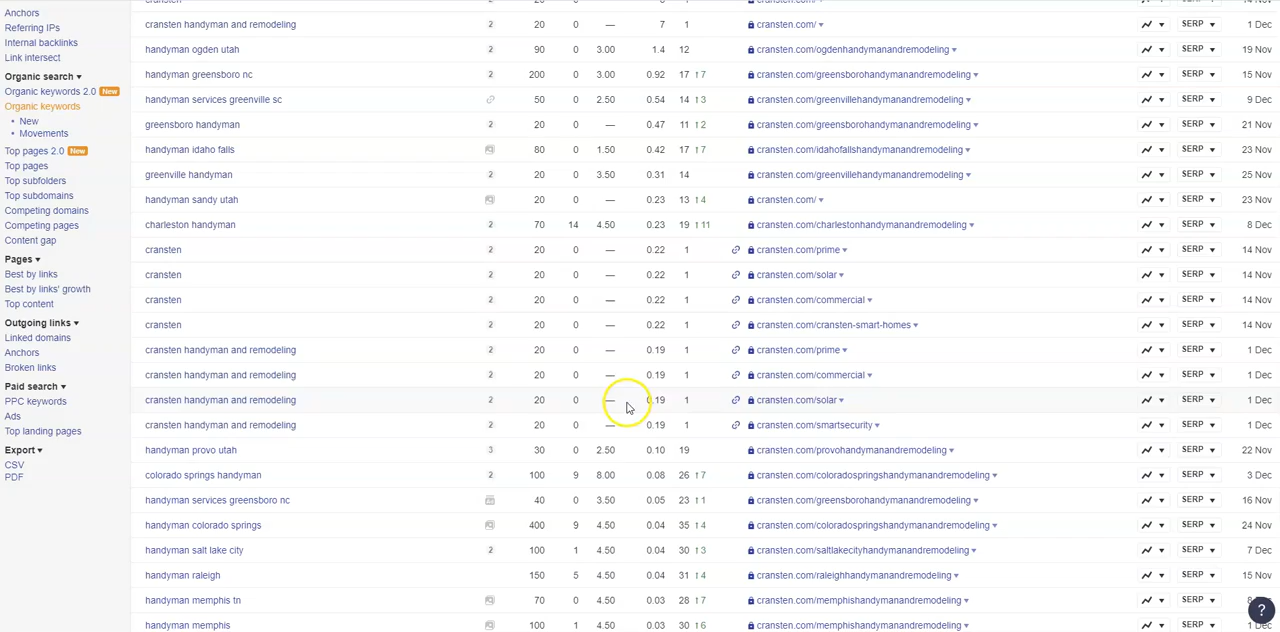 Anchors
Referring IPs
Internal backlinks
Link intersect
Organic search ▾
Organic keywords 2.0 New
Organic keywords
• New
• Movements
Top pages 2.0 New
Top pages
Top subfolders
Top subdomains
Competing domains
Competing pages
Content gap
Pages ▾
Best by links
Best by links' growth
Top content
Outgoing links ▾
Linked domains
Anchors
Broken links
Paid search ▾
PPC keywords
Ads
Top landing pages
Export ▾
CSV
PDF
cransten handyman and remodeling 2 20 0 — 7 1 cransten.com/ ▾ SERP ▾ 1 Dec
handyman ogden utah 2 90 0 3.00 1.4 12 cransten.com/ogdenhandymanandremodeling ▾ SERP ▾ 19 Nov
handyman greensboro nc 2 200 0 3.00 0.92 17 ↑7 cransten.com/greensborohandymanandremodeling ▾ SERP ▾ 15 Nov
handyman services greenville sc 50 0 2.50 0.54 14 ↑3 cransten.com/greenvillehandymanandremodeling ▾ SERP ▾ 9 Dec
greensboro handyman 2 20 0 — 0.47 11 ↑2 cransten.com/greensborohandymanandremodeling ▾ SERP ▾ 21 Nov
handyman idaho falls 80 0 1.50 0.42 17 ↑7 cransten.com/idahofallshandymanandremodeling ▾ SERP ▾ 23 Nov
greenville handyman 2 20 0 3.50 0.31 14 cransten.com/greenvillehandymanandremodeling ▾ SERP ▾ 25 Nov
handyman sandy utah 20 0 — 0.23 13 ↑4 cransten.com/ ▾ SERP ▾ 23 Nov
charleston handyman 2 70 14 4.50 0.23 19 ↑11 cransten.com/charlestonhandymanandremodeling ▾ SERP ▾ 8 Dec
cransten 2 20 0 — 0.22 1 cransten.com/prime ▾ SERP ▾ 14 Nov
cransten 2 20 0 — 0.22 1 cransten.com/solar ▾ SERP ▾ 14 Nov
cransten 2 20 0 — 0.22 1 cransten.com/commercial ▾ SERP ▾ 14 Nov
cransten 2 20 0 — 0.22 1 cransten.com/cransten-smart-homes ▾ SERP ▾ 14 Nov
cransten handyman and remodeling 2 20 0 — 0.19 1 cransten.com/prime ▾ SERP ▾ 1 Dec
cransten handyman and remodeling 2 20 0 — 0.19 1 cransten.com/commercial ▾ SERP ▾ 1 Dec
cransten handyman and remodeling 2 20 0 — 0.19 1 cransten.com/solar ▾ SERP ▾ 1 Dec
cransten handyman and remodeling 2 20 0 — 0.19 1 cransten.com/smartsecurity ▾ SERP ▾ 1 Dec
handyman provo utah 3 30 0 2.50 0.10 19 cransten.com/provohandymanandremodeling ▾ SERP ▾ 22 Nov
colorado springs handyman 2 100 9 8.00 0.08 26 ↑7 cransten.com/coloradospringshandymanandremodeling ▾ SERP ▾ 3 Dec
handyman services greensboro nc 40 0 3.50 0.05 23 ↑1 cransten.com/greensborohandymanandremodeling ▾ SERP ▾ 16 Nov
handyman colorado springs 400 9 4.50 0.04 35 ↑4 cransten.com/coloradospringshandymanandremodeling ▾ SERP ▾ 24 Nov
handyman salt lake city 2 100 1 4.50 0.04 30 ↑3 cransten.com/saltlakecityhandymanandremodeling ▾ SERP ▾ 7 Dec
handyman raleigh 150 5 4.50 0.04 31 ↑4 cransten.com/raleighhandymanandremodeling ▾ SERP ▾ 15 Nov
handyman memphis tn 70 0 4.50 0.03 28 ↑7 cransten.com/memphishandymanandremodeling ▾ SERP ▾ 8
handyman memphis 100 1 4.50 0.03 30 ↑6 cransten.com/memphishandymanandremodeling ▾ SERP ▾ 1 Dec
?